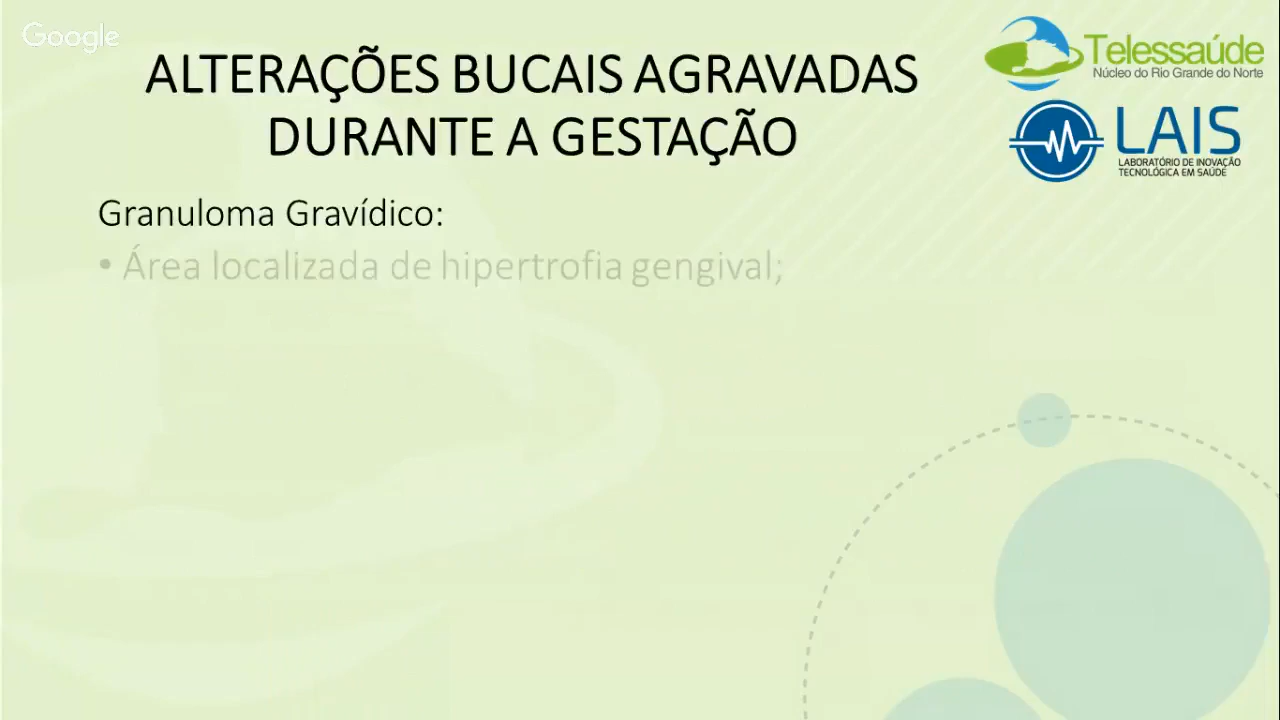 Google
ALTERAÇÕES BUCAIS AGRAVADAS
DURANTE A GESTAÇÃO
Telessaúde
Núcleo do Rio Grande do Norte
LAIS
LABORATÓRIO DE INOVAÇÃO
TECNOLÓGICA EM SAÚDE
Granuloma Gravídico:
• Área localizada de hipertrofia gengival;